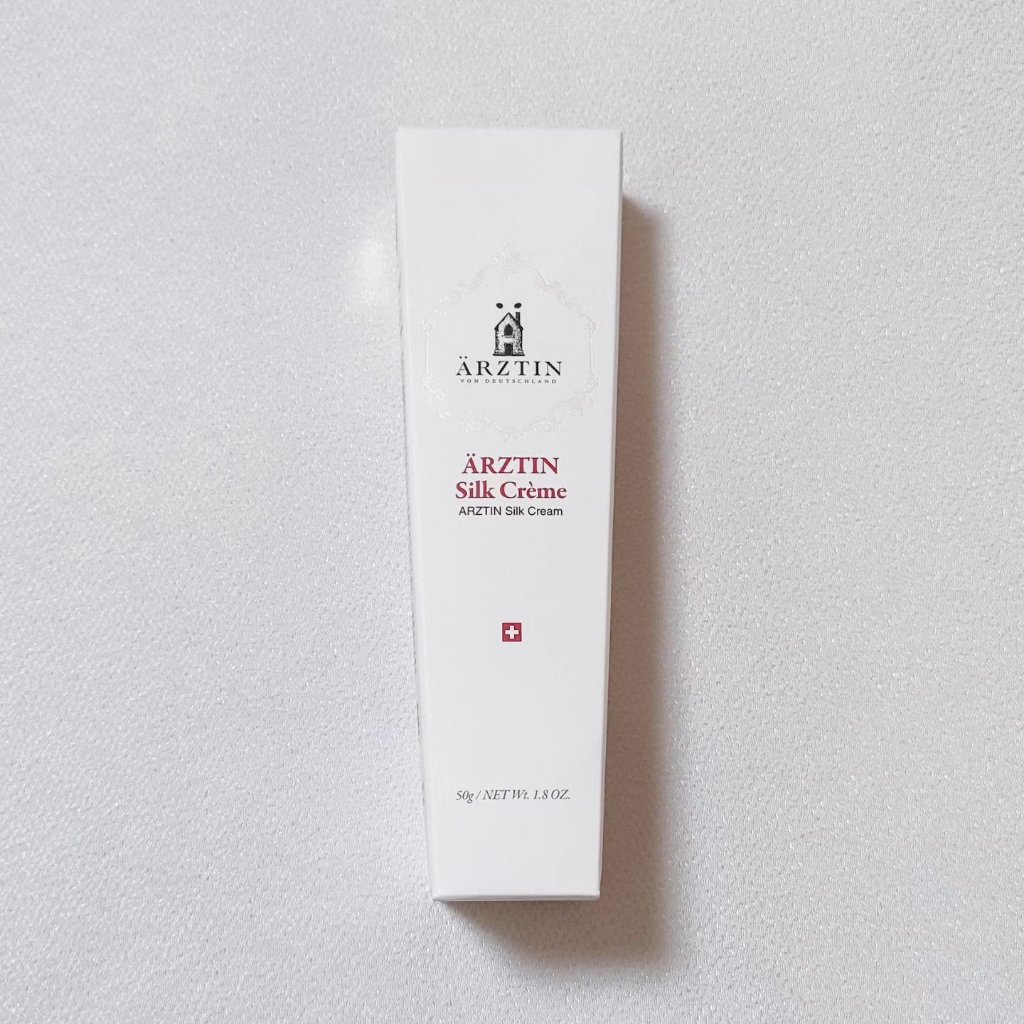 ÄRZTIN
VON DEUTSCHLAND
ÄRZTIN
Silk Crème
ARZTIN Silk Cream
50g / NET Wt. 1.8 OZ.